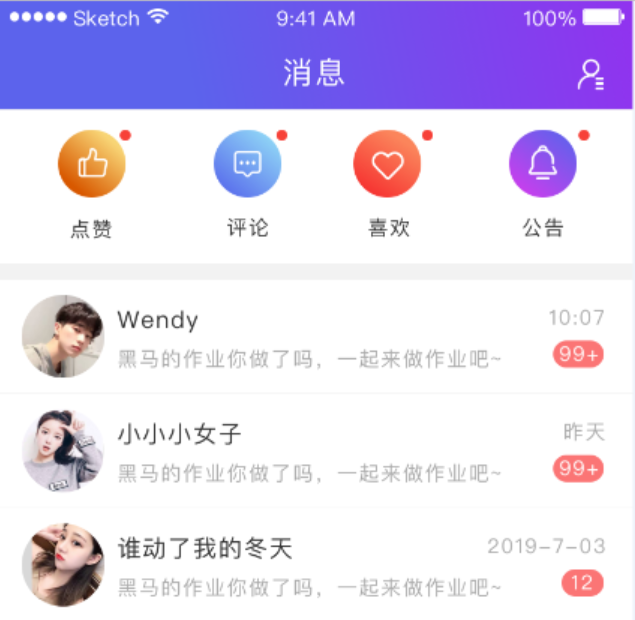 Sketch 9:41 AM 100%
消息
点赞 评论 喜欢 公告
Wendy 10:07
黑马的作业你做了吗，一起来做作业吧~ 99+
小小小女子 昨天
黑马的作业你做了吗，一起来做作业吧~ 99+
谁动了我的冬天 2019-7-03
黑马的作业你做了吗，一起来做作业吧~ 12